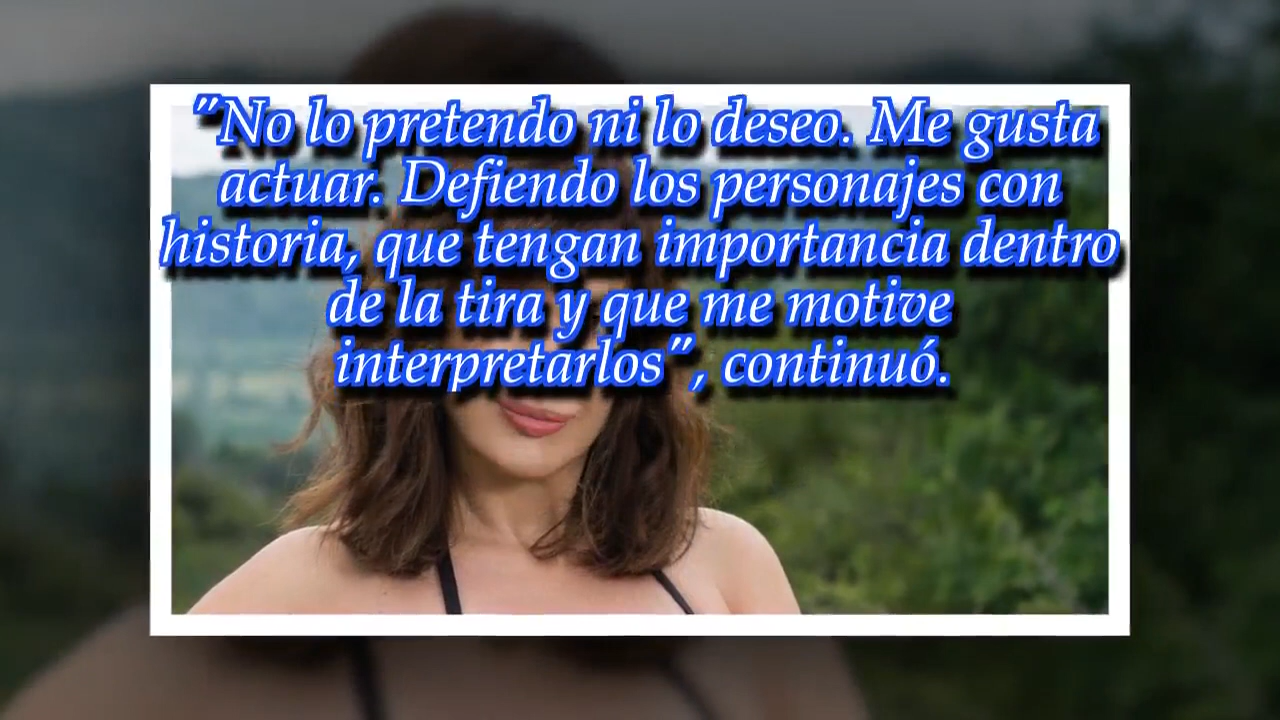 "No lo pretendo ni lo deseo. Me gusta
actuar. Defiendo los personajes con
historia, que tengan importancia dentro
de la tira y que me motive
interpretarlos", continuó.